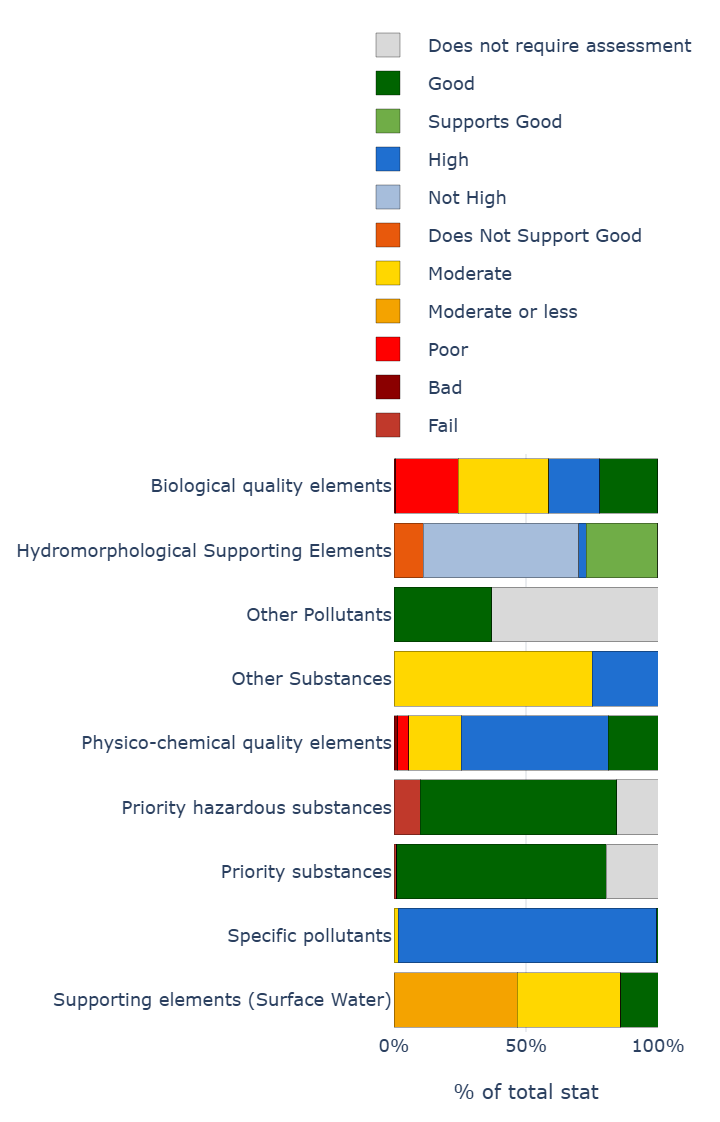 Does not require assessment
Good
Supports Good
High
Not High
Does Not Support Good
Moderate
Moderate or less
Poor
Bad
Fail
Biological quality elements
Hydromorphological Supporting Elements
Other Pollutants
Other Substances
Physico-chemical quality elements
Priority hazardous substances
Priority substances
Specific pollutants
Supporting elements (Surface Water)
0% 50% 100%
% of total stat